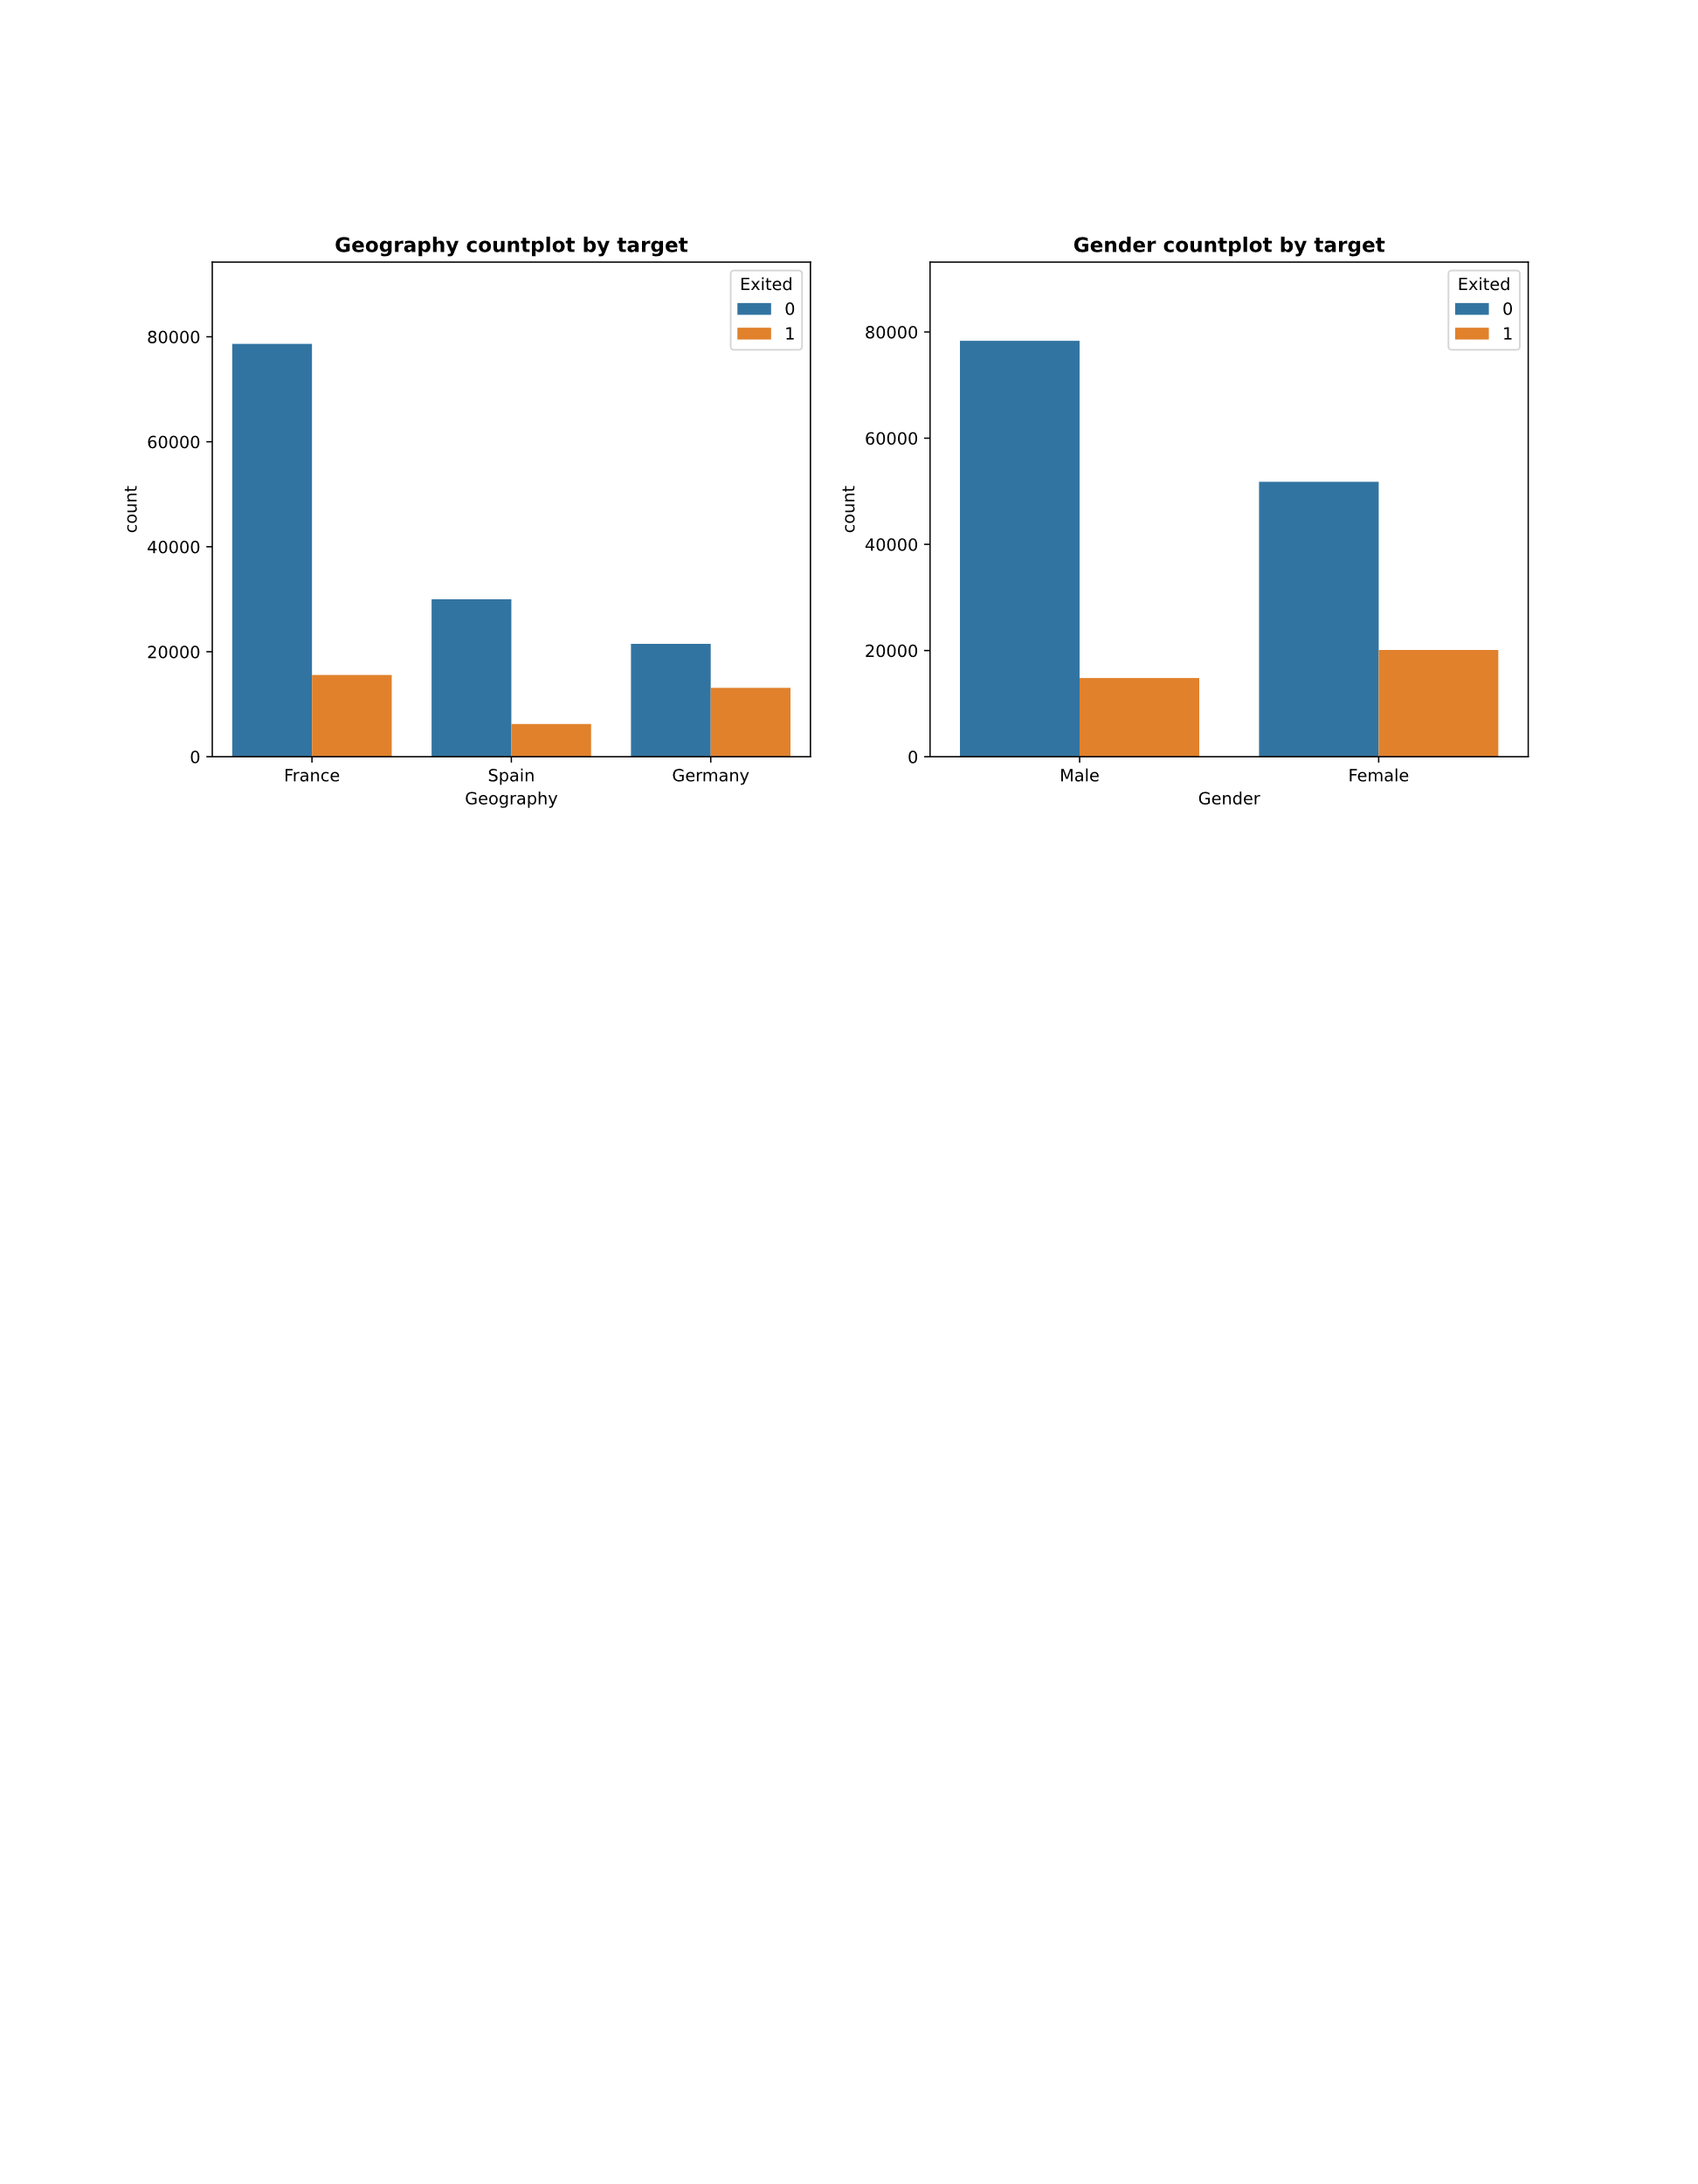 Geography countplot by target
Exited
0
1
80000
60000
40000
20000
0
count
France Spain Germany
Geography
Gender countplot by target
Exited
0
1
80000
60000
40000
20000
0
count
Male Female
Gender